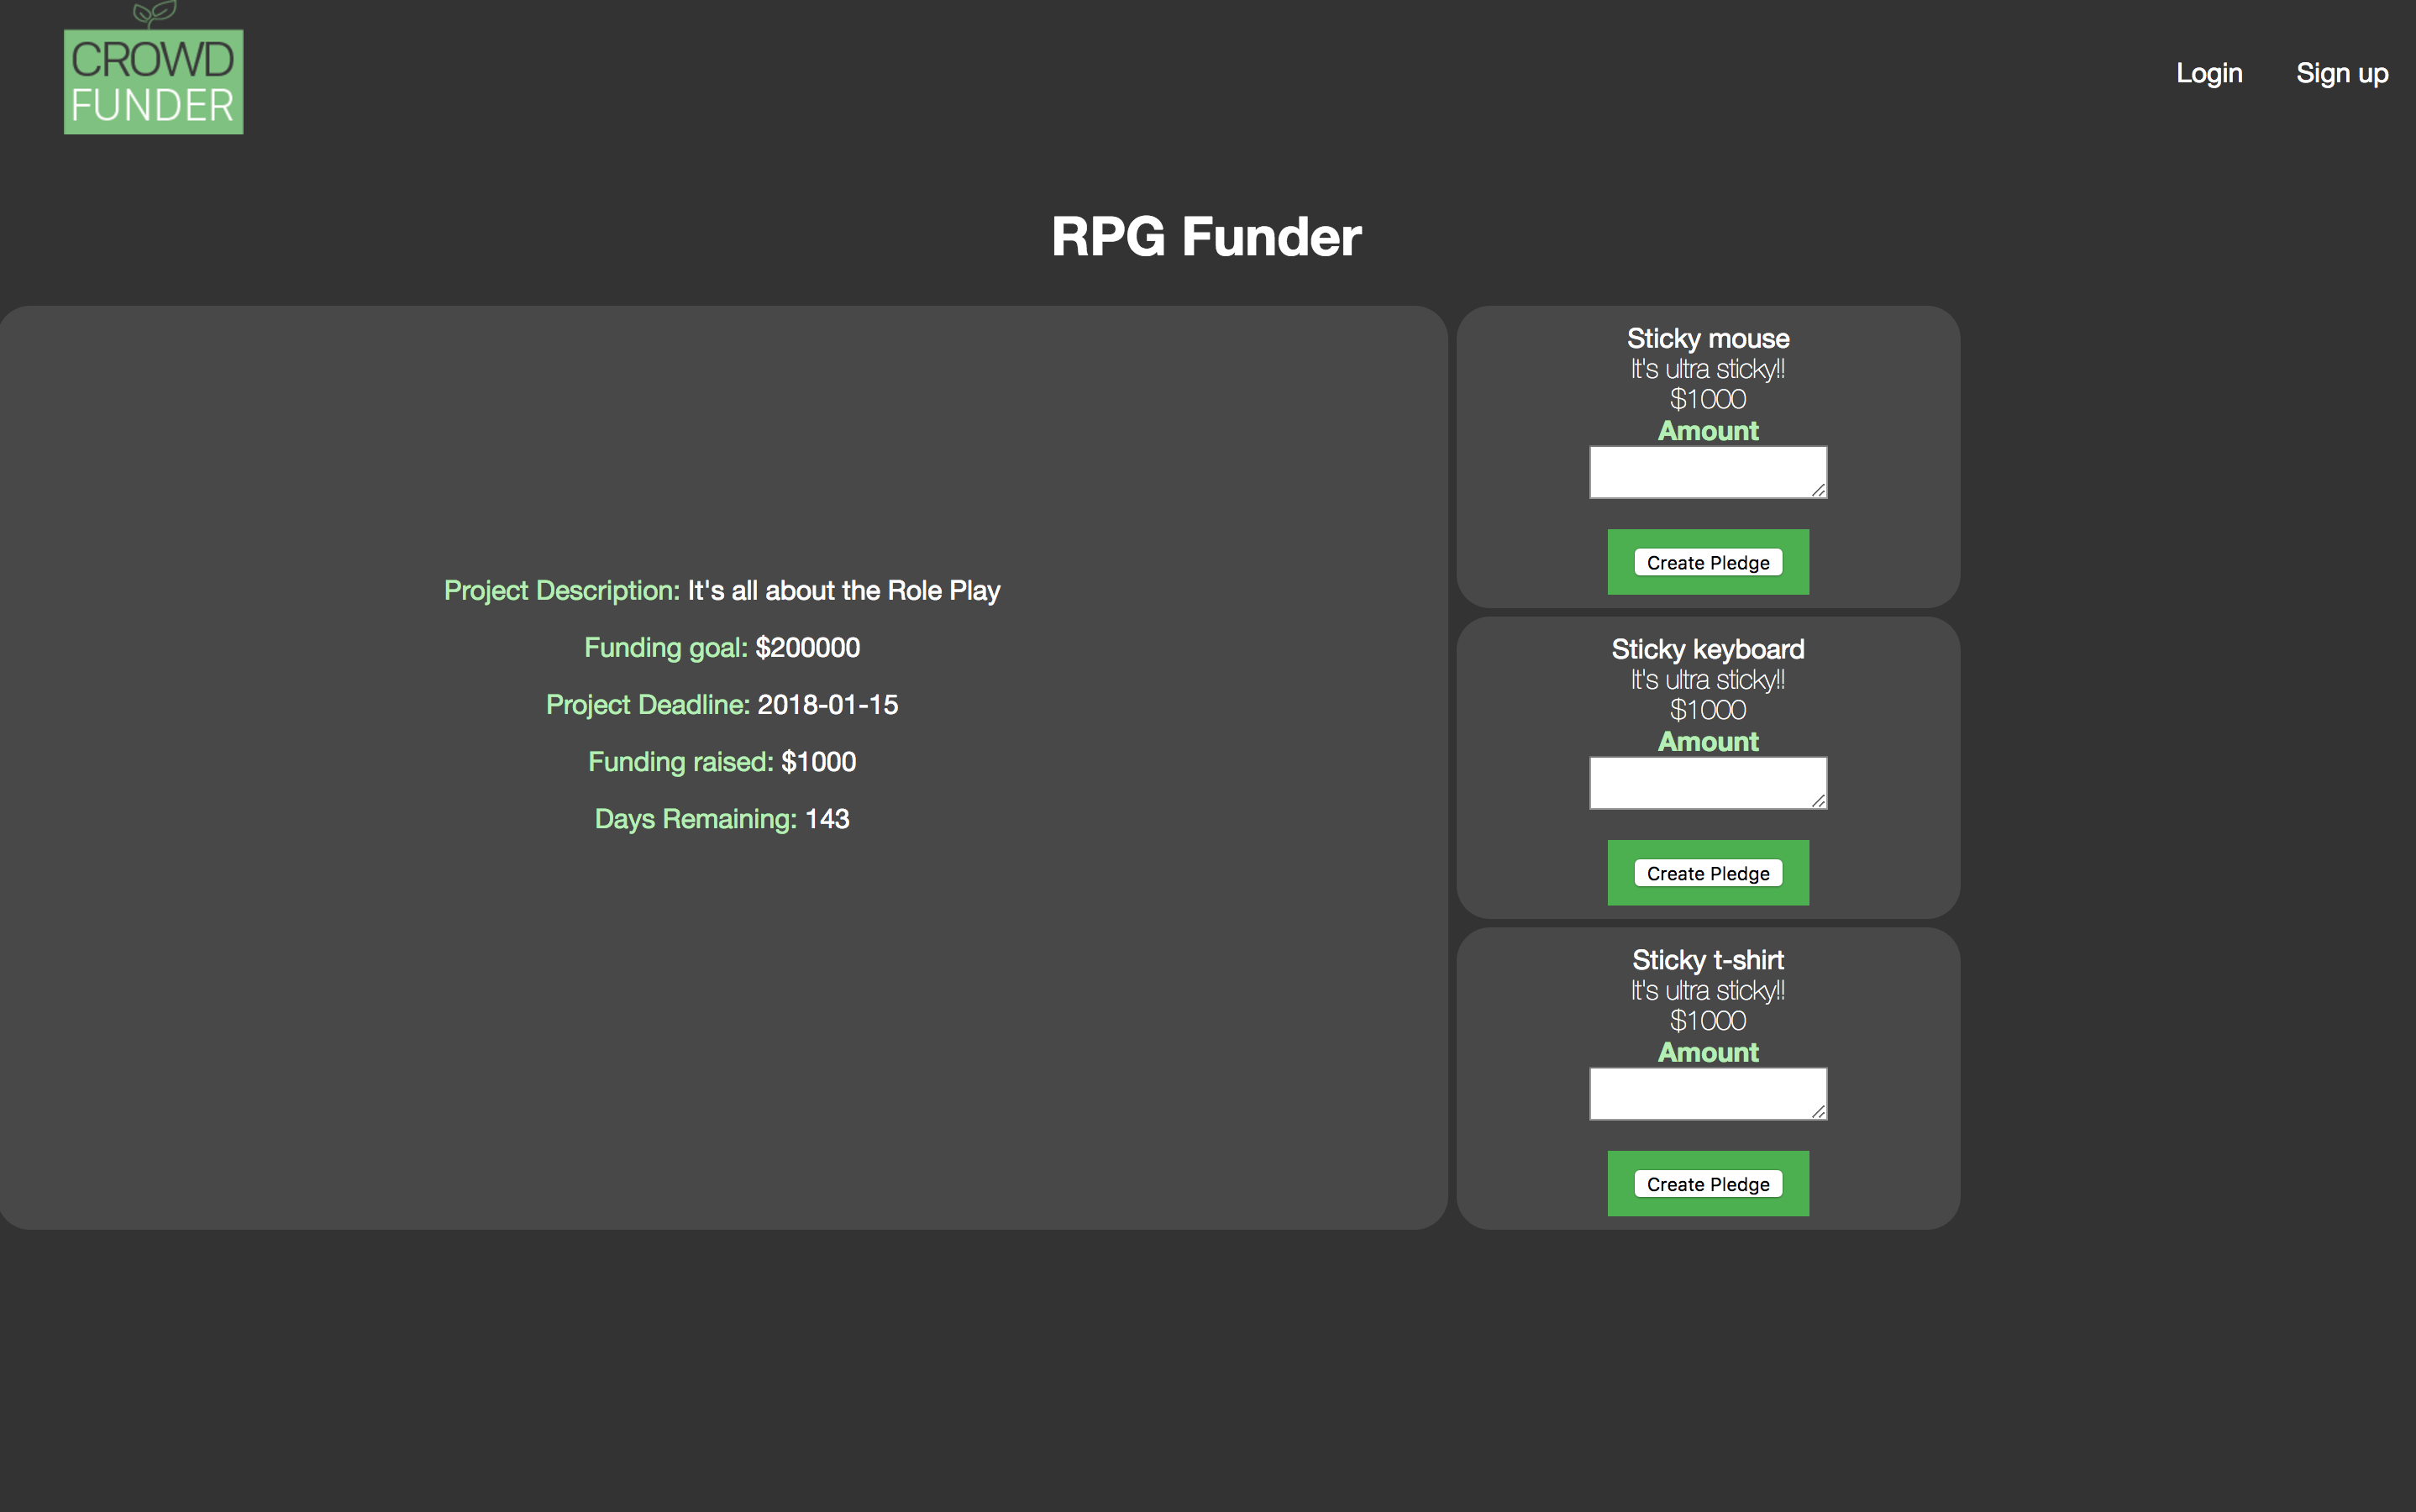 CROWD
FUNDER
Login
Sign up
RPG Funder
Project Description: It's all about the Role Play
Funding goal: $200000
Project Deadline: 2018-01-15
Funding raised: $1000
Days Remaining: 143
Sticky mouse
It's ultra sticky!!
$1000
Amount
Create Pledge
Sticky keyboard
It's ultra sticky!!
$1000
Amount
Create Pledge
Sticky t-shirt
It's ultra sticky!!
$1000
Amount
Create Pledge